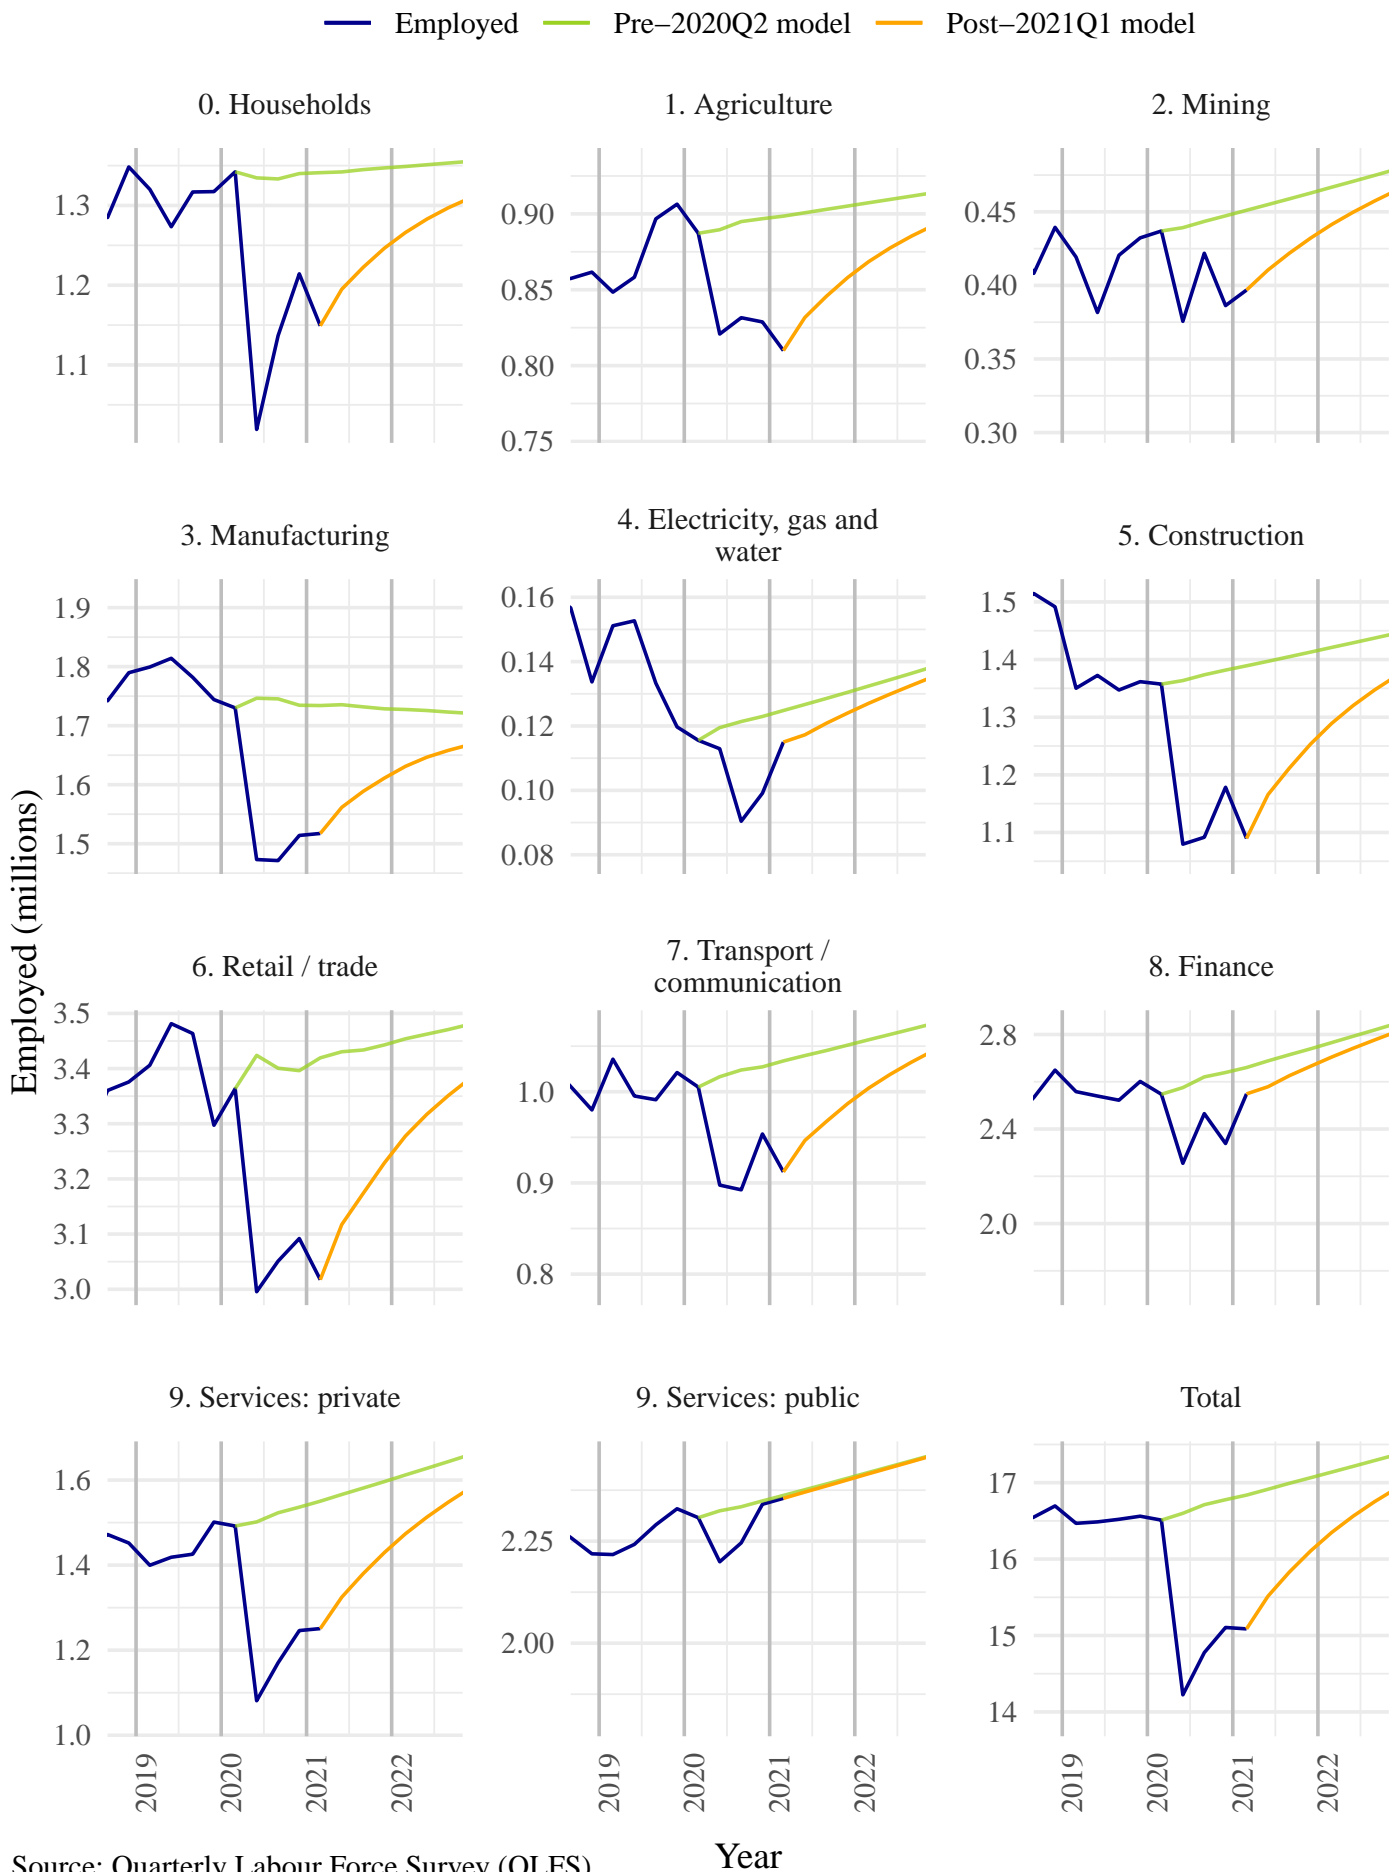 Employed Pre−2020Q2 model Post−2021Q1 model
0. Households
1.3
1.2
1.1
1. Agriculture
0.90
0.85
0.80
0.75
2. Mining
0.45
0.40
0.35
0.30
3. Manufacturing
1.9
1.8
1.7
1.6
1.5
4. Electricity, gas and
water
0.16
0.14
0.12
0.10
0.08
5. Construction
1.5
1.4
1.3
1.2
1.1
Employed (millions)
6. Retail / trade
3.5
3.4
3.3
3.2
3.1
3.0
7. Transport /
communication
1.0
0.9
0.8
8. Finance
2.8
2.4
2.0
9. Services: private
1.6
1.4
1.2
1.0
9. Services: public
2.25
2.00
Total
17
16
15
14
2019 2020 2021 2022
2019 2020 2021 2022
2019 2020 2021 2022
Year
Source: Quarterly Labour Force Survey (QLFS)